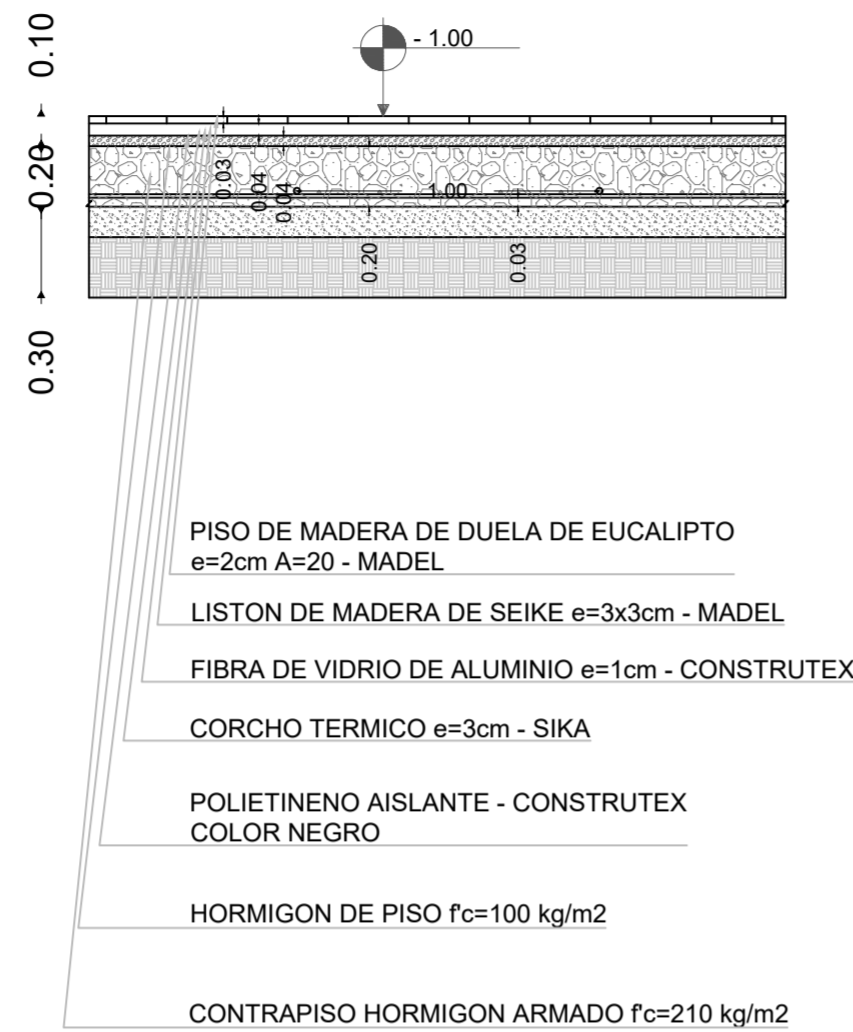 0.10
- 1.00
0.20
0.03
0.04
0.04
1.00
0.20
0.03
0.30
PISO DE MADERA DE DUELA DE EUCALIPTO
e=2cm A=20 - MADEL
LISTON DE MADERA DE SEIKE e=3x3cm - MADEL
FIBRA DE VIDRIO DE ALUMINIO e=1cm - CONSTRUTEX
CORCHO TERMICO e=3cm - SIKA
POLIETINENO AISLANTE - CONSTRUTEX
COLOR NEGRO
HORMIGON DE PISO f'c=100 kg/m2
CONTRAPISO HORMIGON ARMADO f'c=210 kg/m2